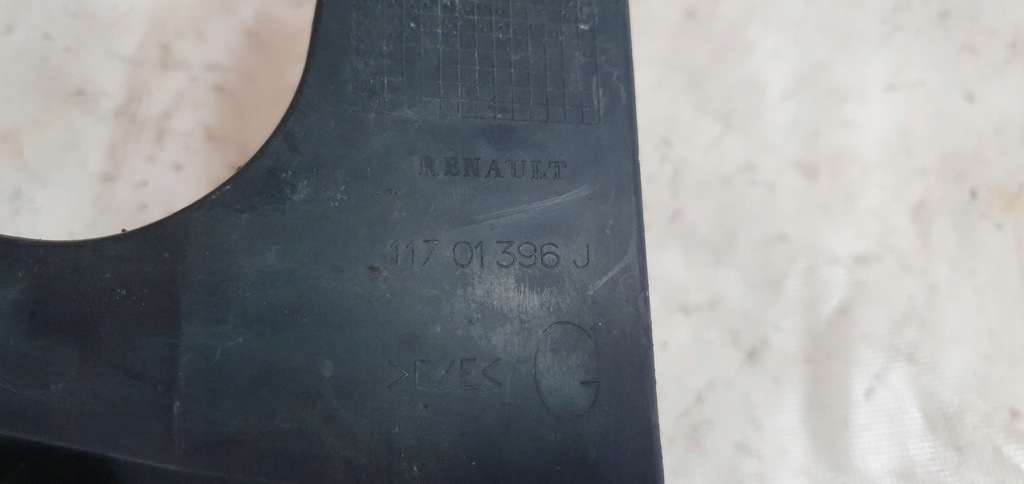 RENAULT
117 01 396 J
>E/E<
G